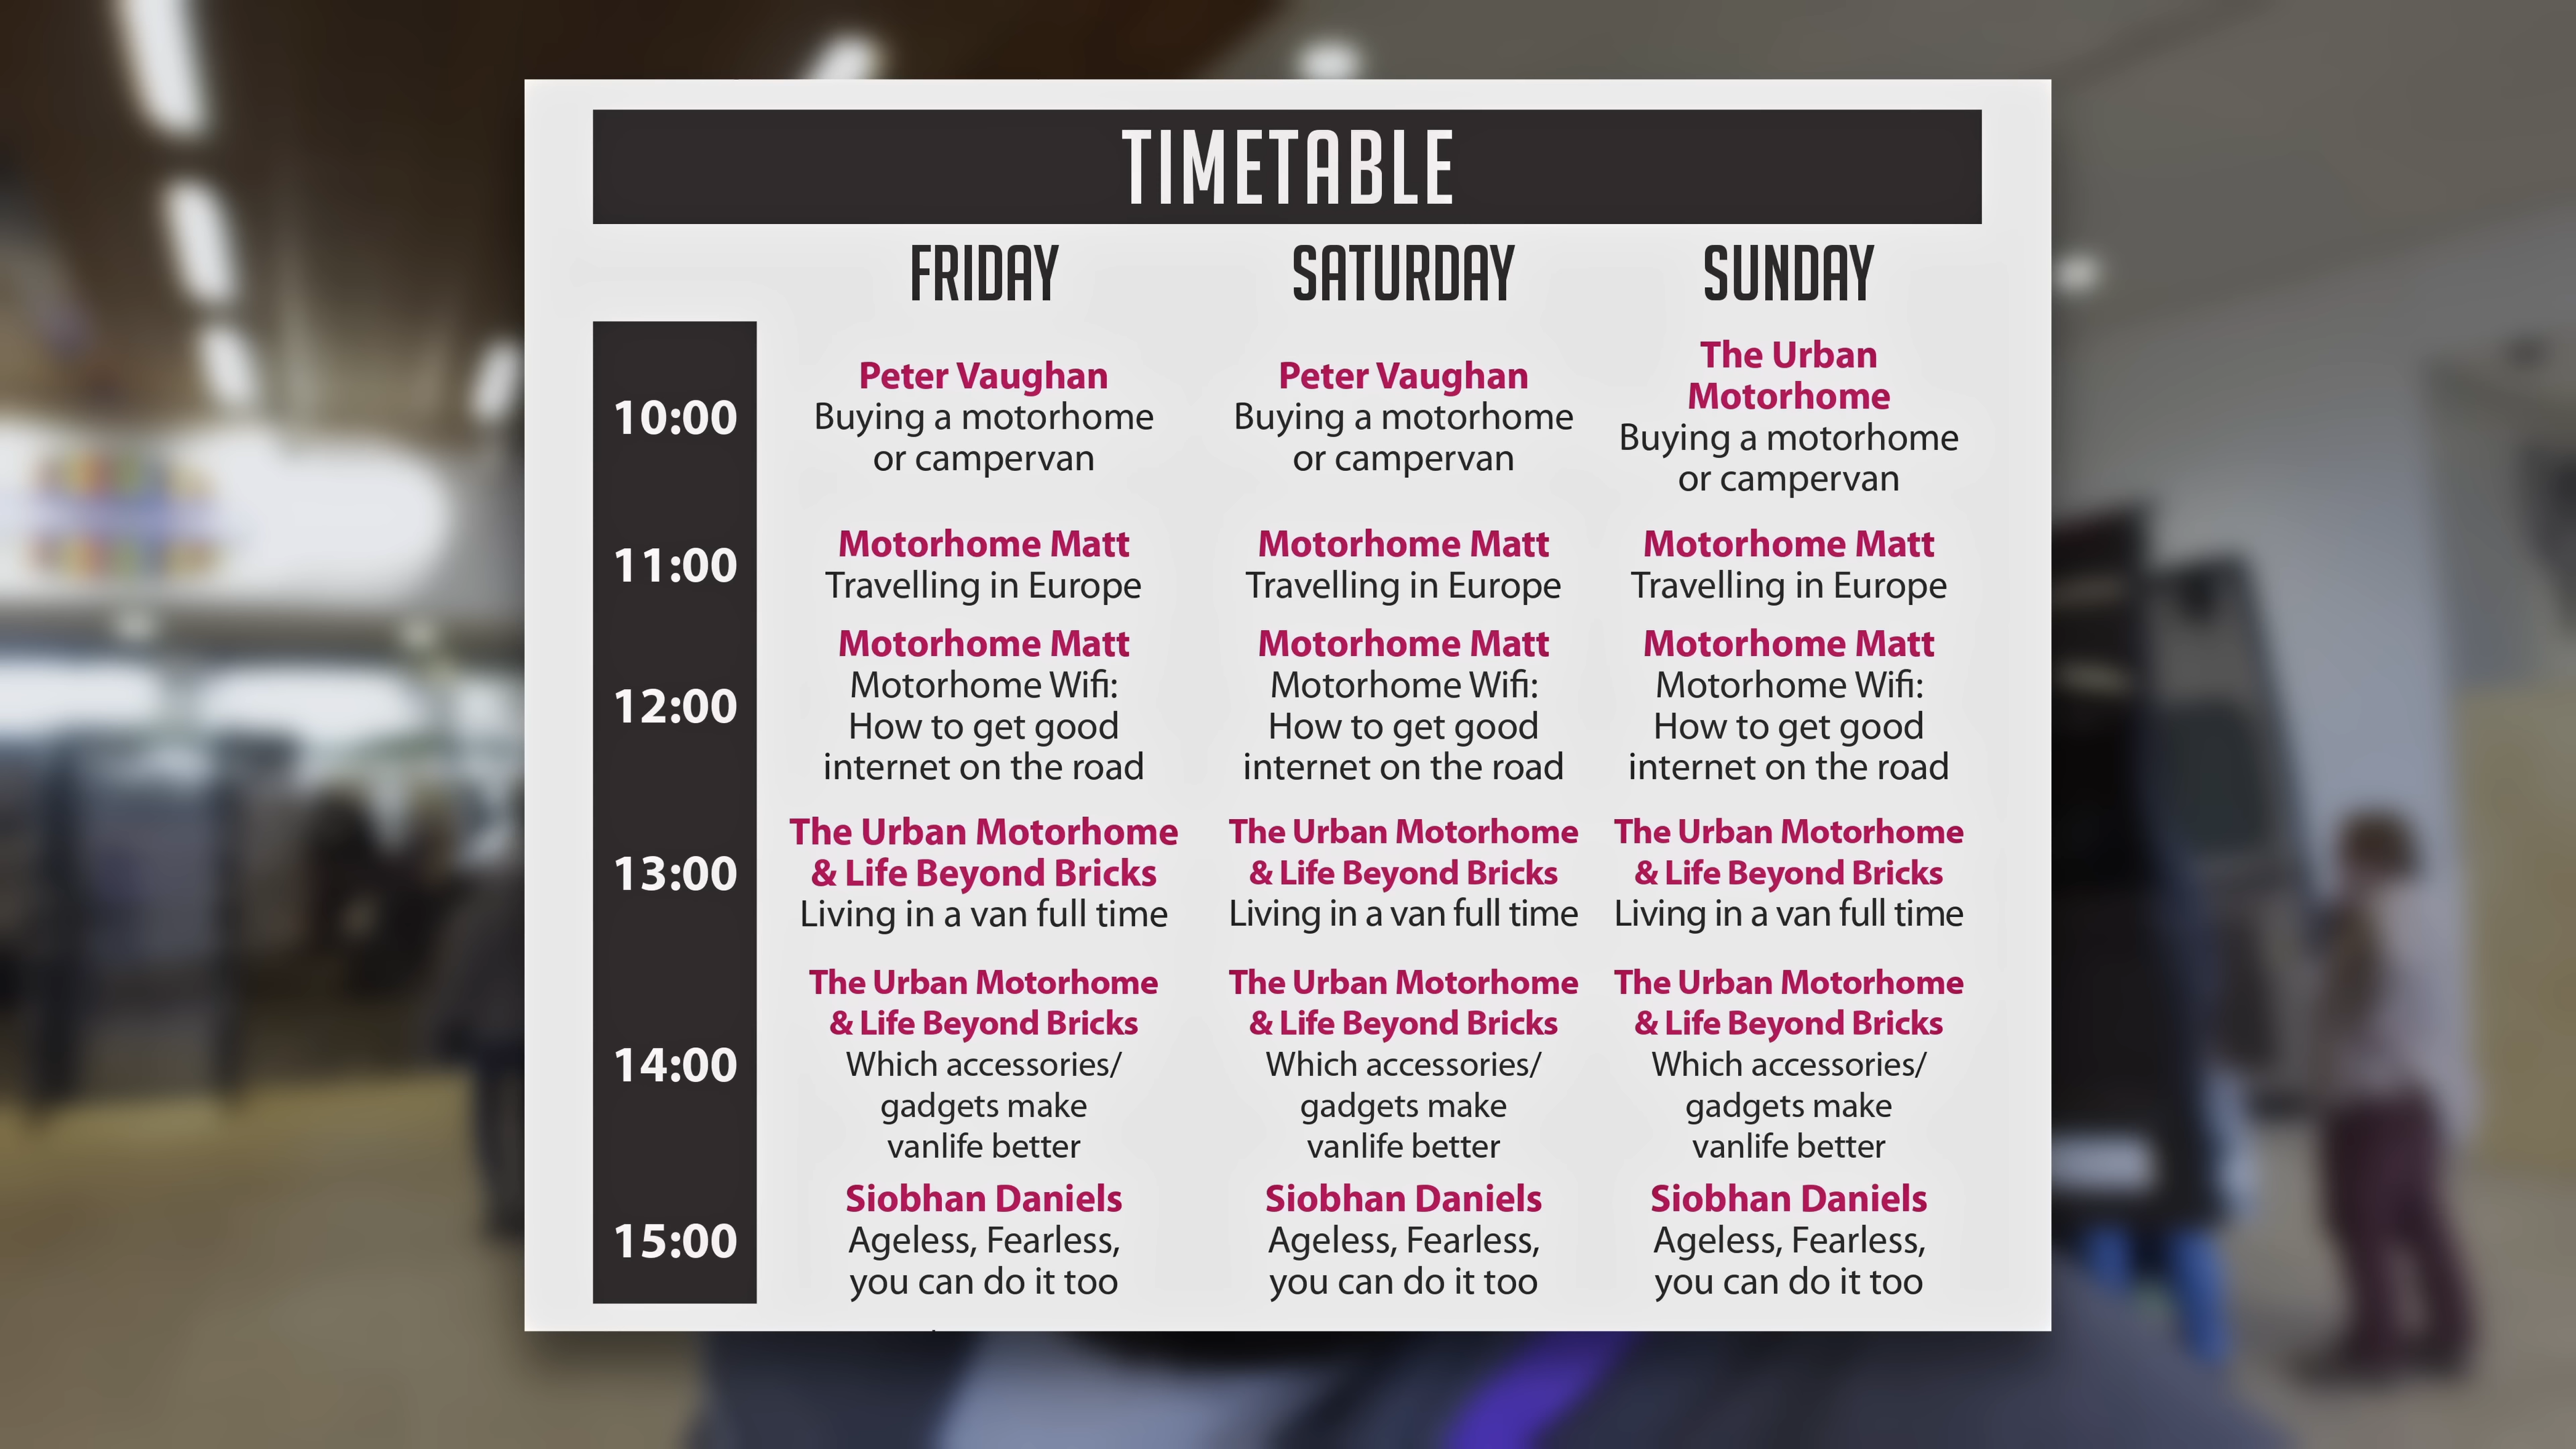 TIMETABLE
FRIDAY SATURDAY SUNDAY
10:00
Peter Vaughan
Buying a motorhome
or campervan
Peter Vaughan
Buying a motorhome
or campervan
The Urban
Motorhome
Buying a motorhome
or campervan
11:00
Motorhome Matt
Travelling in Europe
Motorhome Matt
Travelling in Europe
Motorhome Matt
Travelling in Europe
12:00
Motorhome Matt
Motorhome Wifi:
How to get good
internet on the road
Motorhome Matt
Motorhome Wifi:
How to get good
internet on the road
Motorhome Matt
Motorhome Wifi:
How to get good
internet on the road
13:00
The Urban Motorhome
& Life Beyond Bricks
Living in a van full time
The Urban Motorhome
& Life Beyond Bricks
Living in a van full time
The Urban Motorhome
& Life Beyond Bricks
Living in a van full time
14:00
The Urban Motorhome
& Life Beyond Bricks
Which accessories/
gadgets make
vanlife better
The Urban Motorhome
& Life Beyond Bricks
Which accessories/
gadgets make
vanlife better
The Urban Motorhome
& Life Beyond Bricks
Which accessories/
gadgets make
vanlife better
15:00
Siobhan Daniels
Ageless, Fearless,
you can do it too
Siobhan Daniels
Ageless, Fearless,
you can do it too
Siobhan Daniels
Ageless, Fearless,
you can do it too